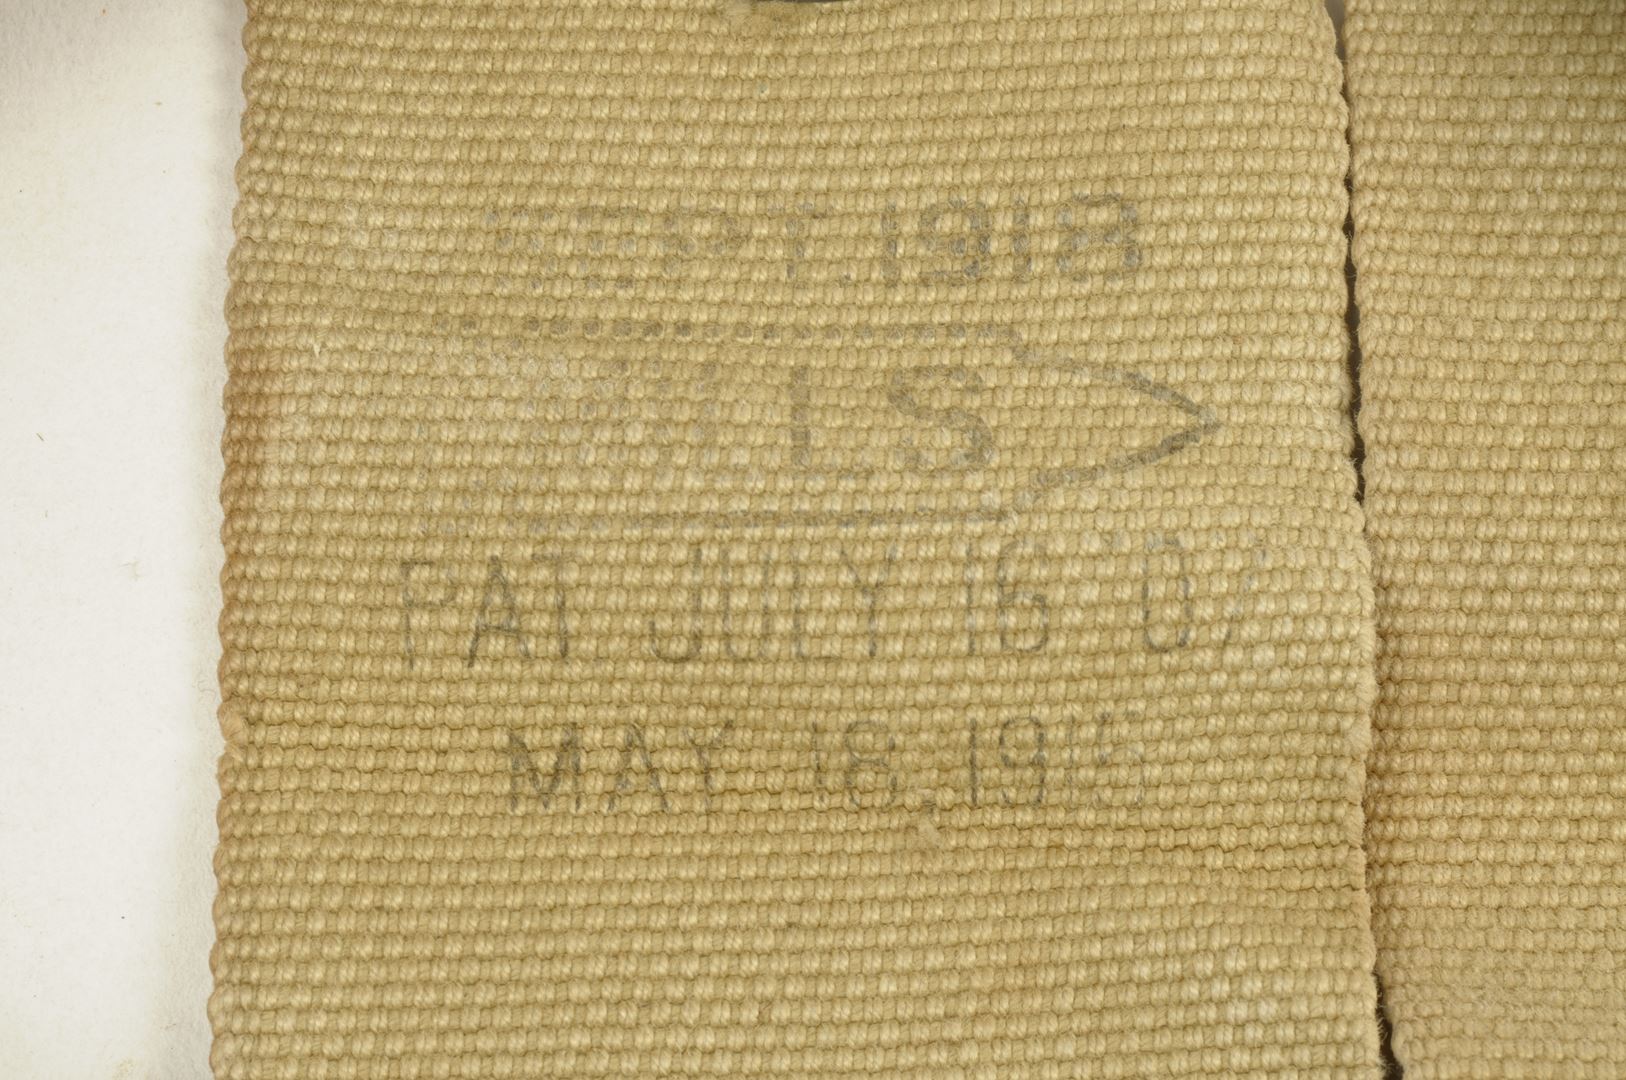 SEPT. 1918
MILLS
PAT. JULY 16 '07
MAY 18, 1915